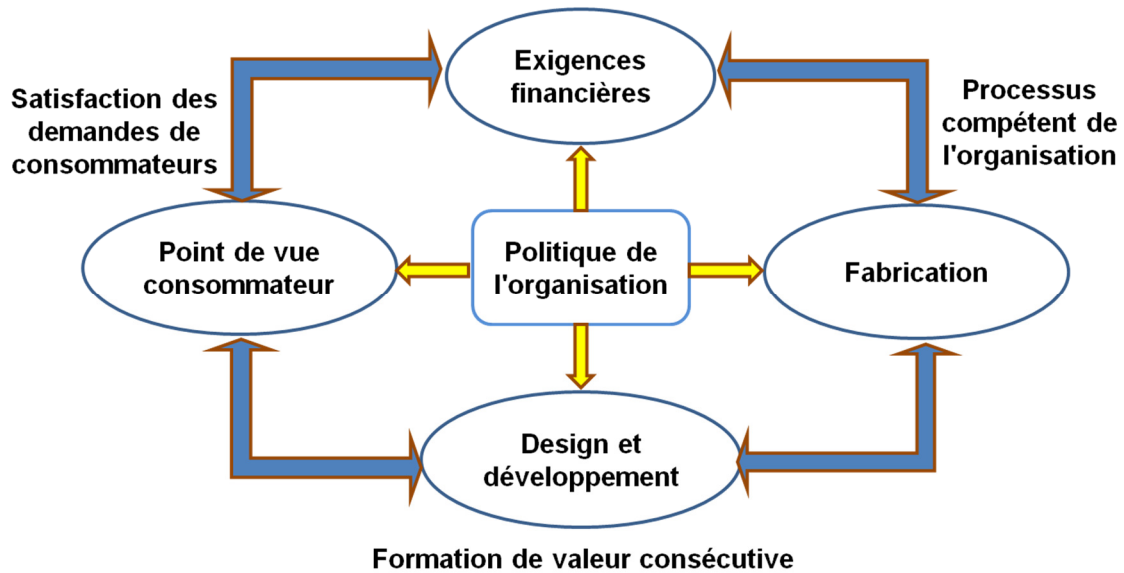 Exigences
financières
Satisfaction des
demandes de
consommateurs
Processus
compétent de
l'organisation
Point de vue
consommateur
Politique de
l'organisation
Fabrication
Design et
développement
Formation de valeur consécutive